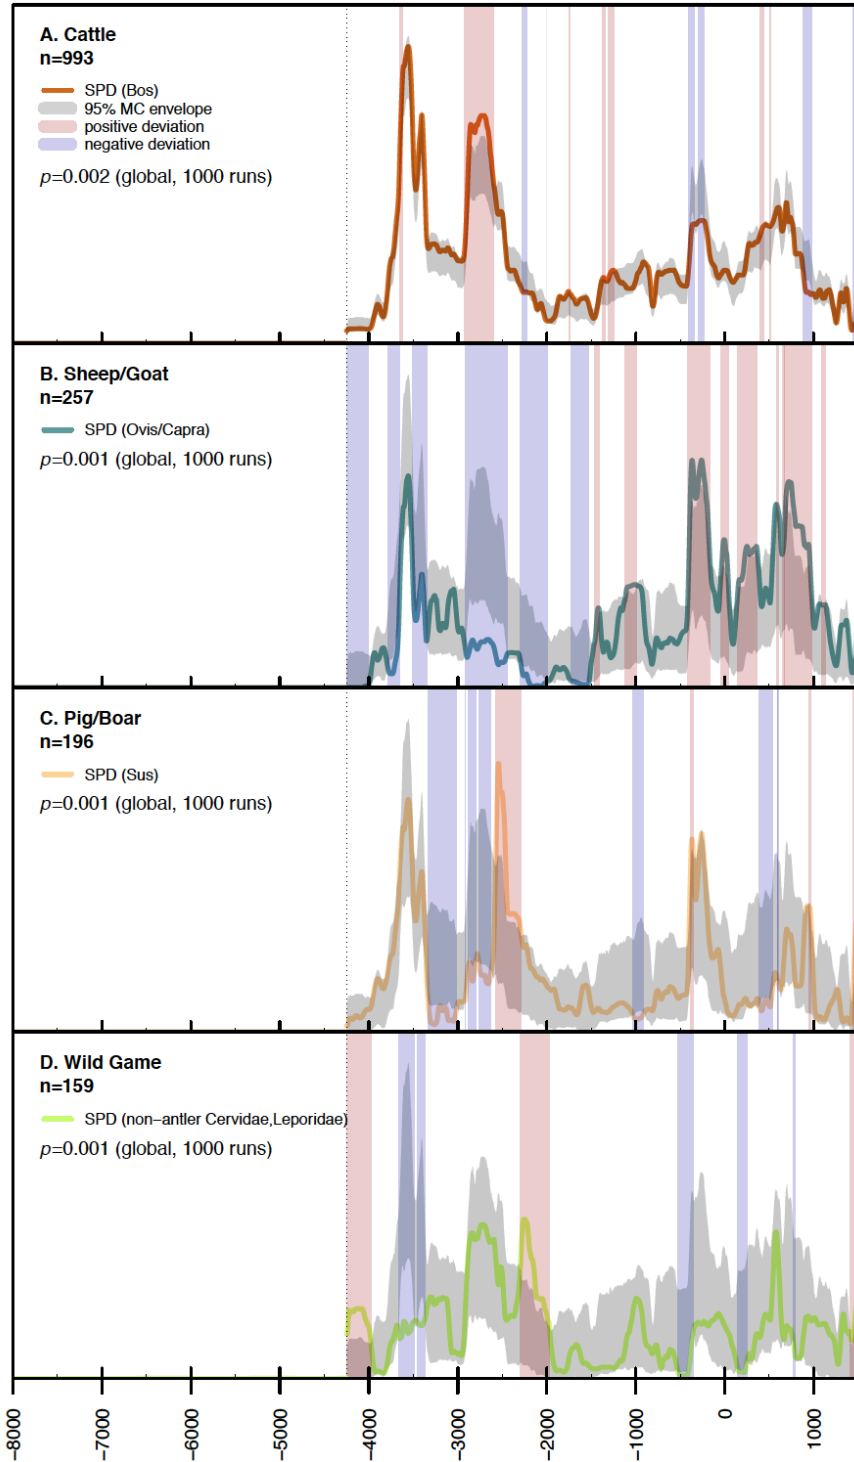 A. Cattle
n=993
SPD (Bos)
95% MC envelope
positive deviation
negative deviation
p=0.002 (global, 1000 runs)
B. Sheep/Goat
n=257
SPD (Ovis/Capra)
p=0.001 (global, 1000 runs)
C. Pig/Boar
n=196
SPD (Sus)
p=0.001 (global, 1000 runs)
D. Wild Game
n=159
SPD (non−antler Cervidae,Leporidae)
p=0.001 (global, 1000 runs)
-8000 -7000 -6000 -5000 -4000 -3000 -2000 -1000 0 1000